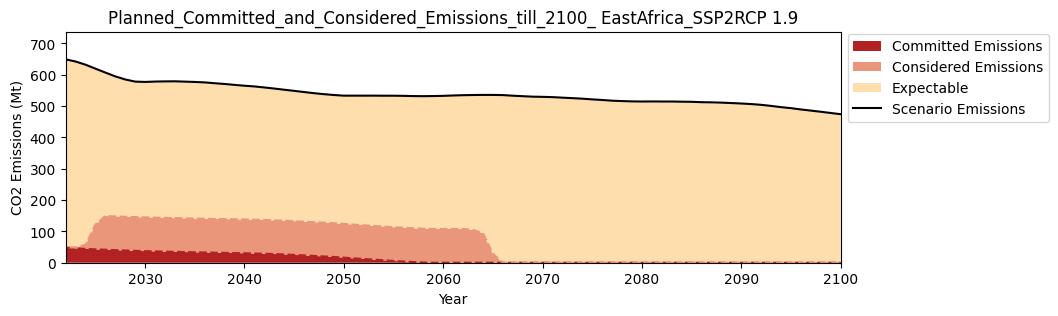 Planned_Committed_and_Considered_Emissions_till_2100_ EastAfrica_SSP2RCP 1.9
Committed Emissions
Considered Emissions
Expectable
Scenario Emissions
CO2 Emissions (Mt)
700
600
500
400
300
200
100
0
2030 2040 2050 2060 2070 2080 2090 2100
Year